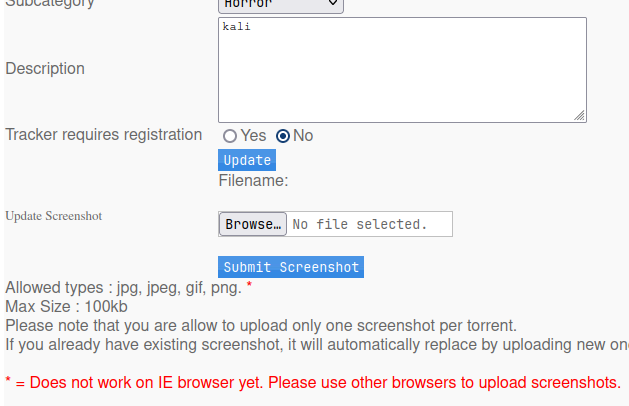 Subcategory Horror
kali
Description
Tracker requires registration Yes No
Update
Filename:
Update Screenshot Browse… No file selected.
Submit Screenshot
Allowed types : jpg, jpeg, gif, png. *
Max Size : 100kb
Please note that you are allow to upload only one screenshot per torrent.
If you already have existing screenshot, it will automatically replace by uploading new one
* = Does not work on IE browser yet. Please use other browsers to upload screenshots.